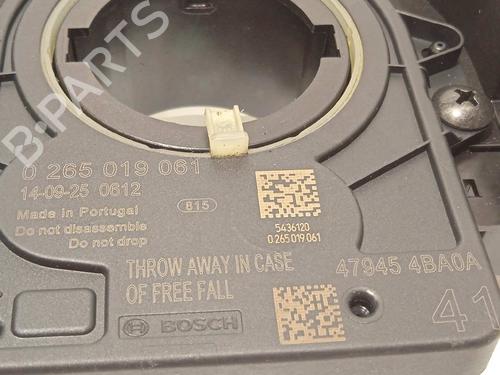 B-PARTS
0 265 019 061
14-09-25 0612
Made in Portugal
Do not disassemble
Do not drop
815
5436120
0 265 019 061
THROW AWAY IN CASE
OF FREE FALL
47945 4BA0A
41
BOSCH